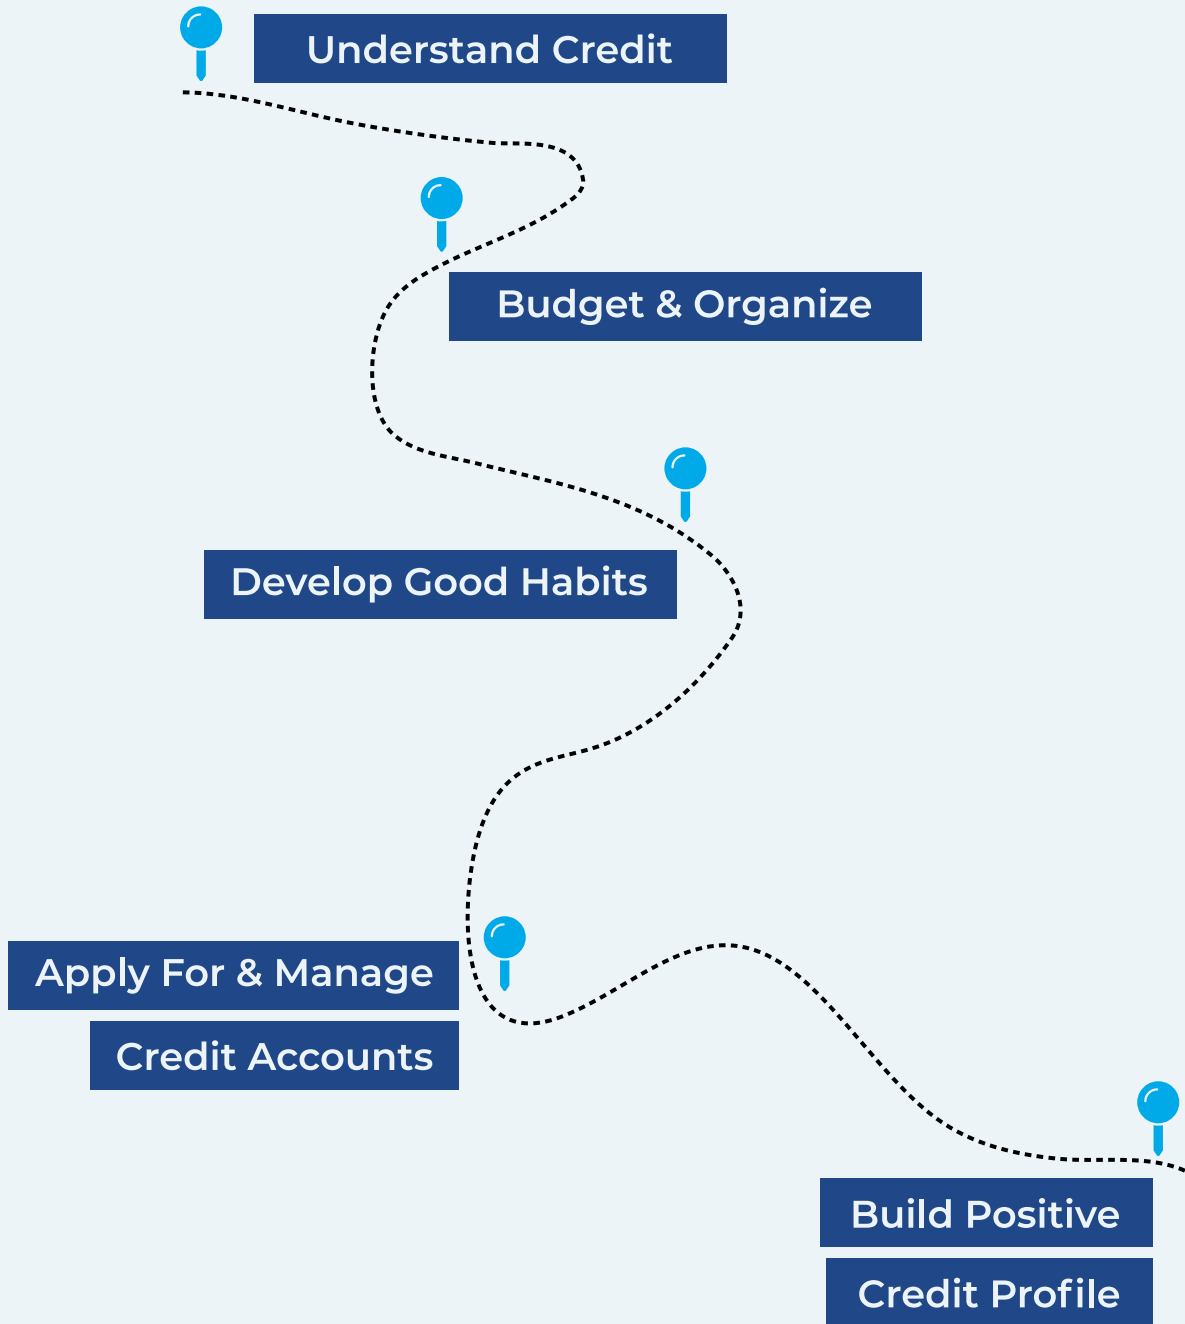 Understand Credit
Budget & Organize
Develop Good Habits
Apply For & Manage
Credit Accounts
Build Positive
Credit Profile